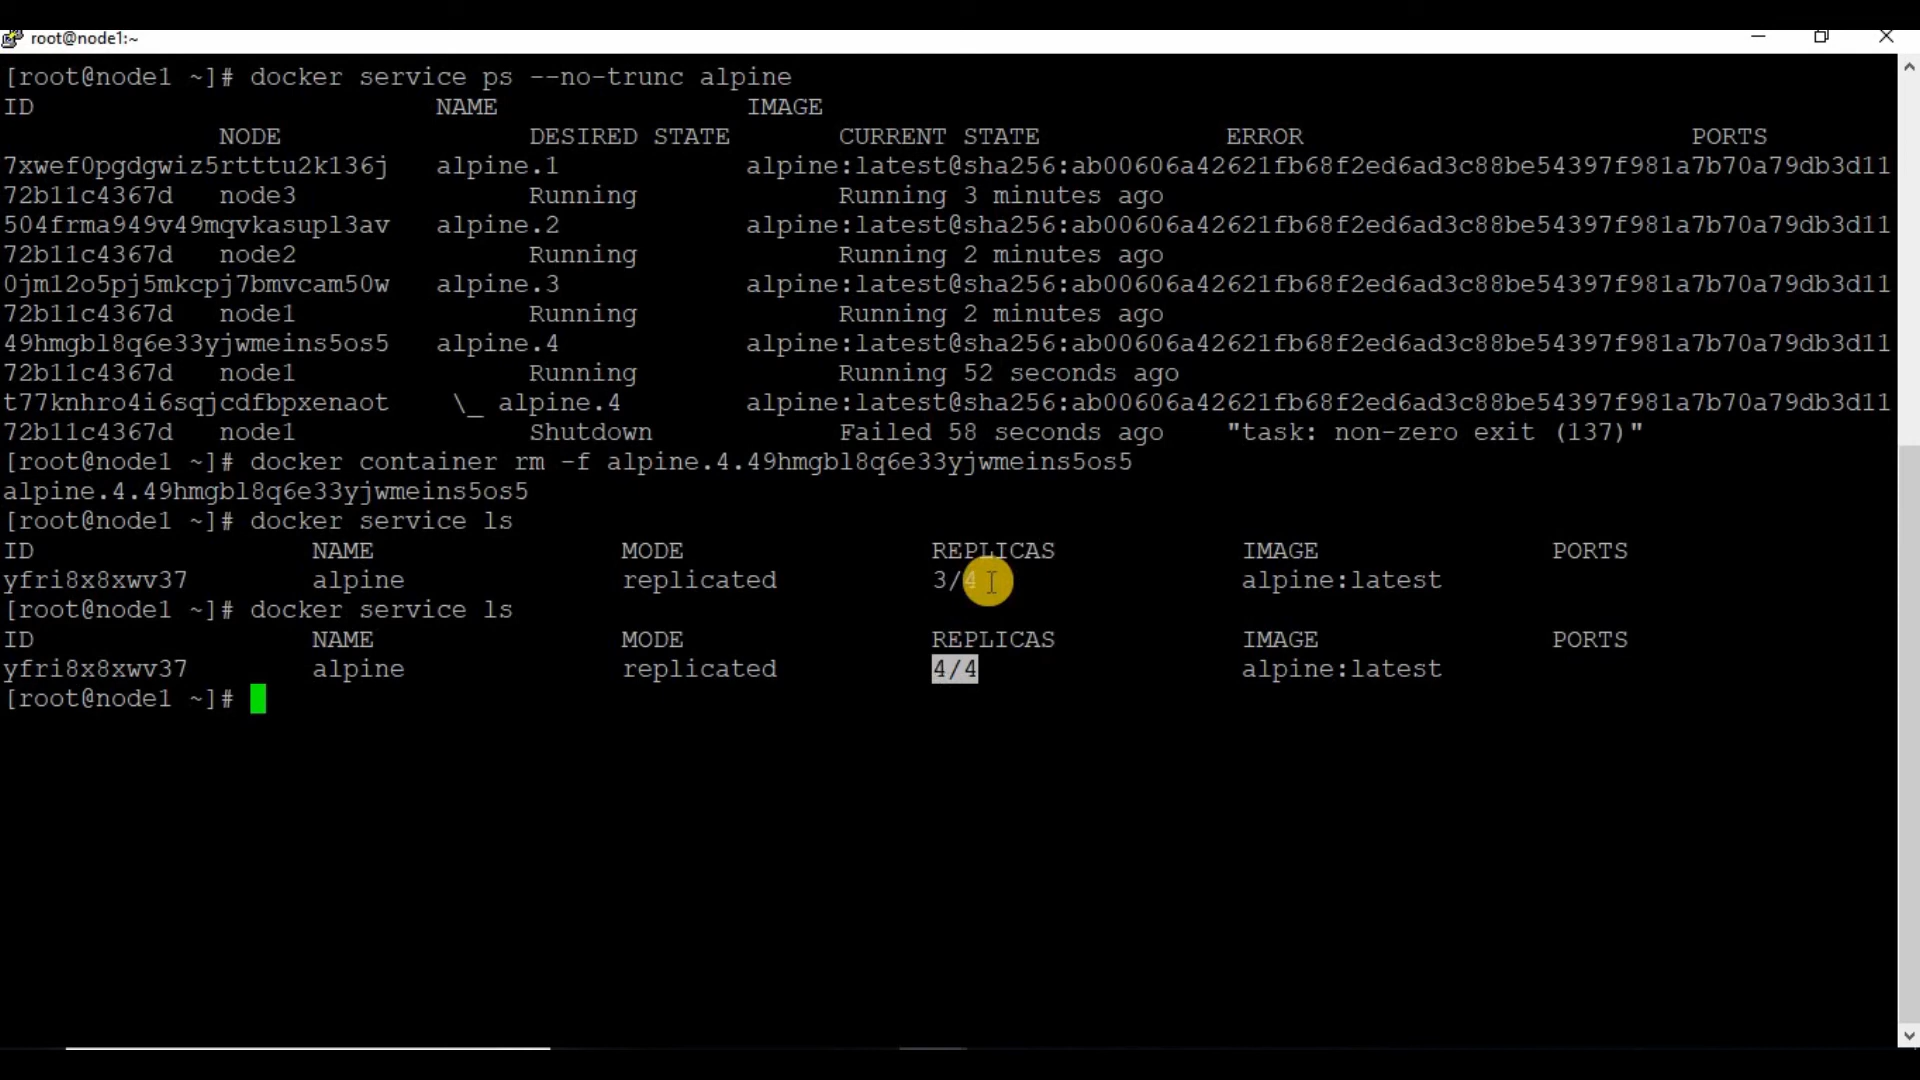 root@node1:~
[root@node1 ~]# docker service ps --no-trunc alpine
ID NAME IMAGE
NODE DESIRED STATE CURRENT STATE ERROR PORTS
7xwef0pgdgwiz5rtttu2k136j alpine.1 alpine:latest@sha256:ab00606a42621fb68f2ed6ad3c88be54397f981a7b70a79db3d11
72b11c4367d node3 Running Running 3 minutes ago
504frma949v49mqvkasupl3av alpine.2 alpine:latest@sha256:ab00606a42621fb68f2ed6ad3c88be54397f981a7b70a79db3d11
72b11c4367d node2 Running Running 2 minutes ago
0jm12o5pj5mkcpj7bmvcam50w alpine.3 alpine:latest@sha256:ab00606a42621fb68f2ed6ad3c88be54397f981a7b70a79db3d11
72b11c4367d node1 Running Running 2 minutes ago
49hmgbl8q6e33yjwmeins5os5 alpine.4 alpine:latest@sha256:ab00606a42621fb68f2ed6ad3c88be54397f981a7b70a79db3d11
72b11c4367d node1 Running Running 52 seconds ago
t77knhro4i6sqjcdfbpxenaot \_ alpine.4 alpine:latest@sha256:ab00606a42621fb68f2ed6ad3c88be54397f981a7b70a79db3d11
72b11c4367d node1 Shutdown Failed 58 seconds ago "task: non-zero exit (137)"
[root@node1 ~]# docker container rm -f alpine.4.49hmgbl8q6e33yjwmeins5os5
alpine.4.49hmgbl8q6e33yjwmeins5os5
[root@node1 ~]# docker service ls
ID NAME MODE REPLICAS IMAGE PORTS
yfri8x8xwv37 alpine replicated 3/4 alpine:latest
[root@node1 ~]# docker service ls
ID NAME MODE REPLICAS IMAGE PORTS
yfri8x8xwv37 alpine replicated 4/4 alpine:latest
[root@node1 ~]#